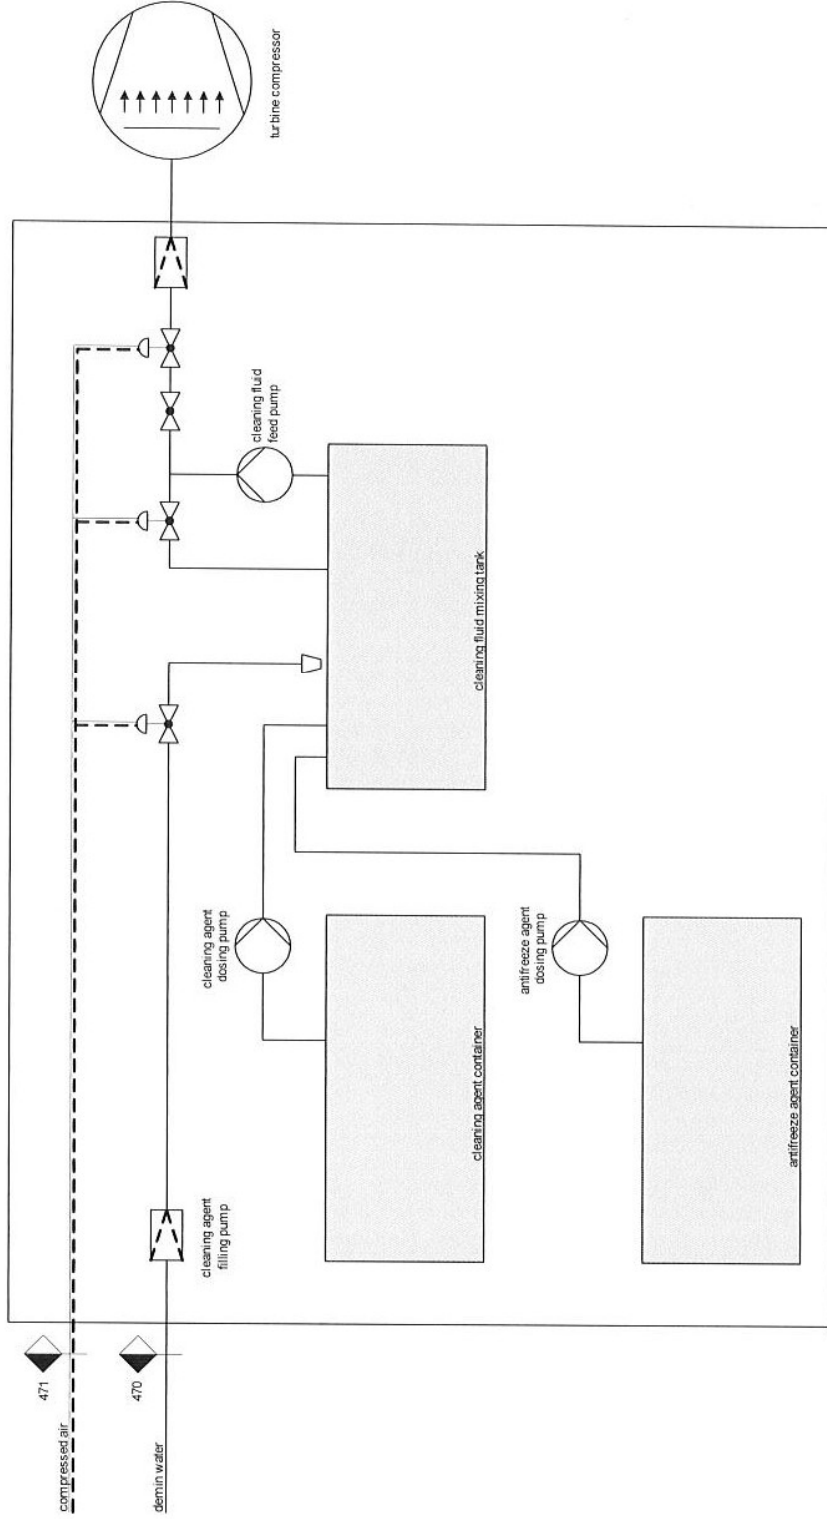 compressed air
471
demin water
470
cleaning agent
filling pump
cleaning agent
dosing pump
cleaning agent container
antifreeze agent
dosing pump
antifreeze agent container
cleaning fluid mixing tank
cleaning fluid
feed pump
turbine compressor